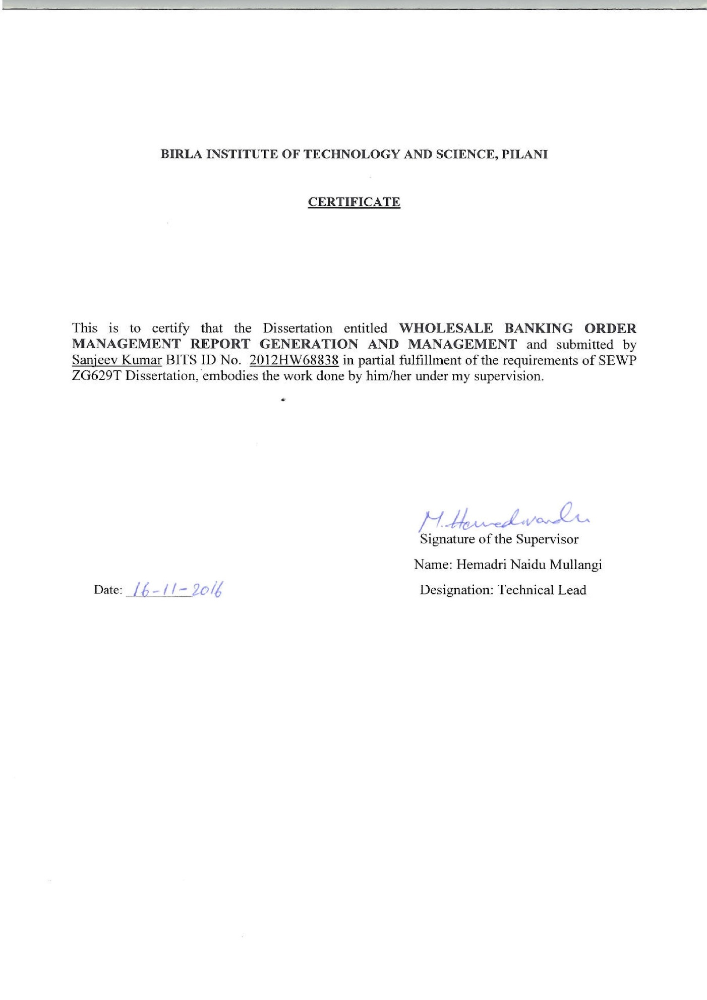 BIRLA INSTITUTE OF TECHNOLOGY AND SCIENCE, PILANI
CERTIFICATE
This is to certify that the Dissertation entitled WHOLESALE BANKING ORDER
MANAGEMENT REPORT GENERATION AND MANAGEMENT and submitted by
Sanjeev Kumar BITS ID No. 2012HW68838 in partial fulfillment of the requirements of SEWP
ZG629T Dissertation, embodies the work done by him/her under my supervision.
M.
Signature of the Supervisor
Name: Hemadri Naidu Mullangi
Date: 16-11-2016 Designation: Technical Lead